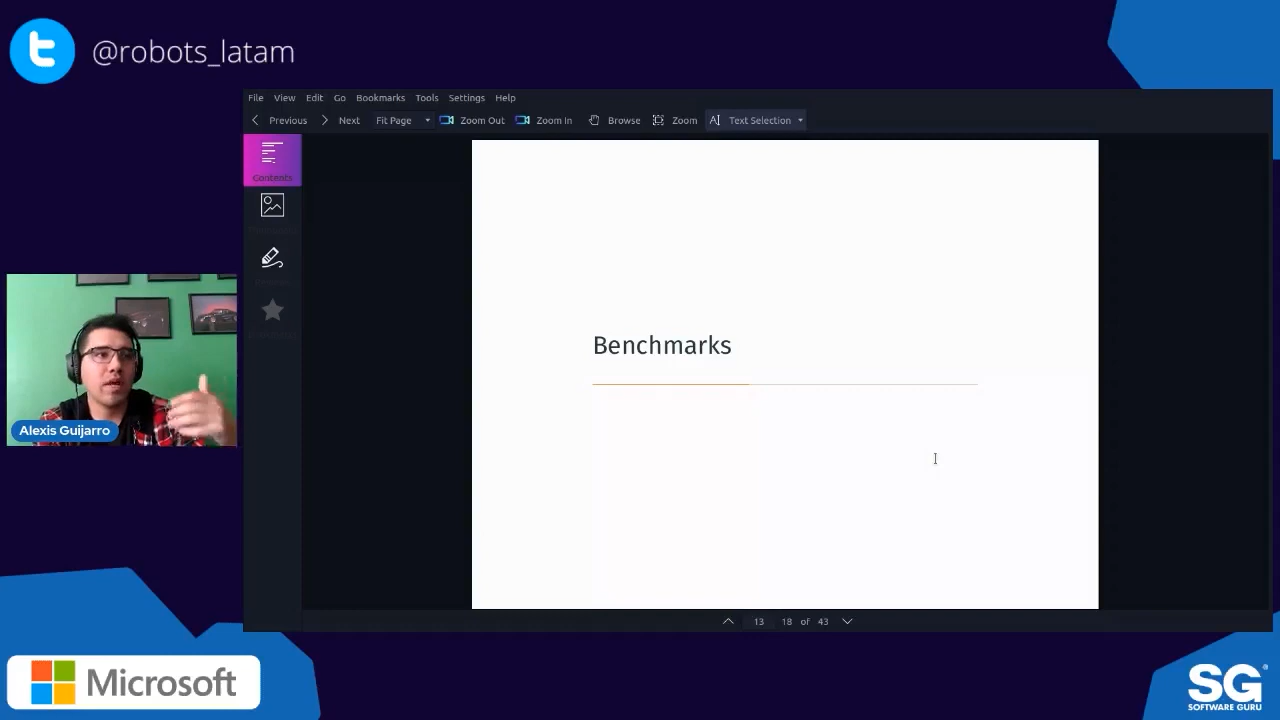 @robots_latam
File View Edit Go Bookmarks Tools Settings Help
Previous Next Fit Page Zoom Out Zoom In Browse Zoom Text Selection
Contents
Benchmarks
Alexis Guijarro
13 18 of 43
Microsoft
SG
SOFTWARE GURU